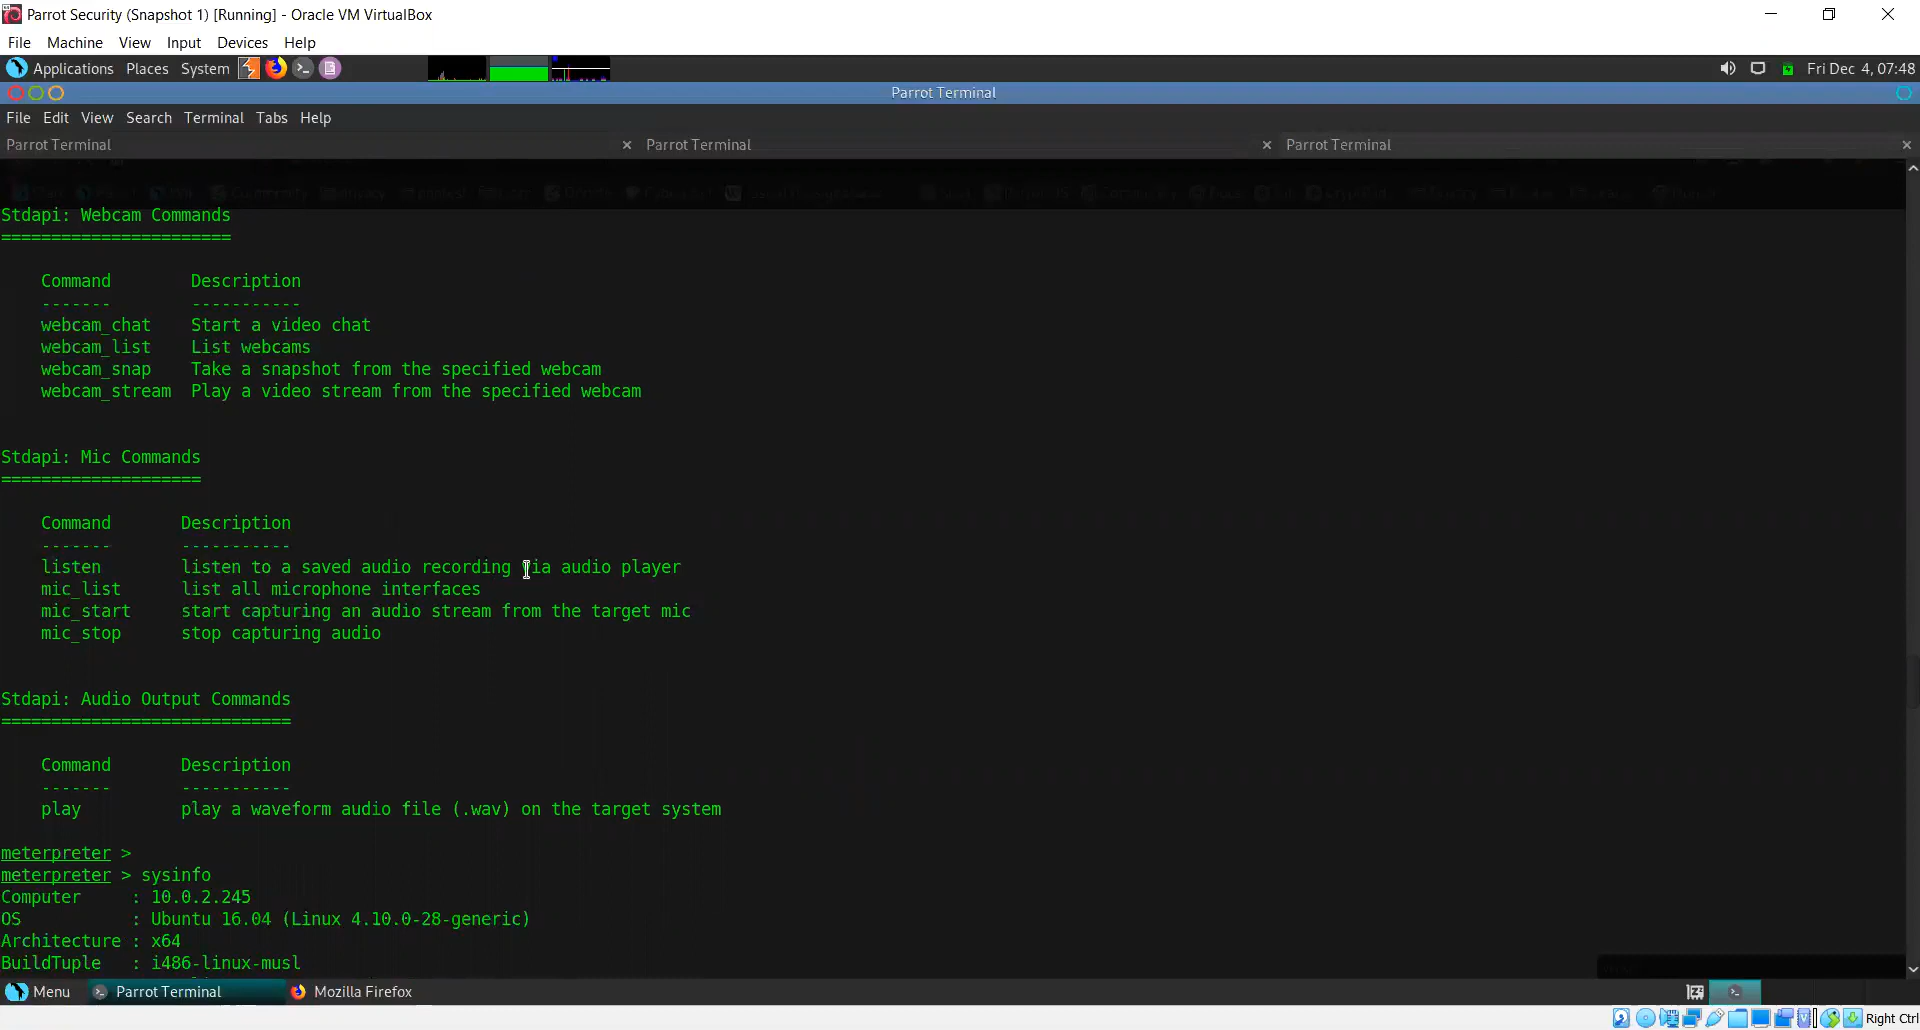 Parrot Security (Snapshot 1) [Running] - Oracle VM VirtualBox
File Machine View Input Devices Help
Applications Places System Fri Dec 4, 07:48
Parrot Terminal
File Edit View Search Terminal Tabs Help
Parrot Terminal × Parrot Terminal × Parrot Terminal ×
Stdapi: Webcam Commands
=======================
Command Description
------- -----------
webcam_chat Start a video chat
webcam_list List webcams
webcam_snap Take a snapshot from the specified webcam
webcam_stream Play a video stream from the specified webcam
Stdapi: Mic Commands
====================
Command Description
------- -----------
listen listen to a saved audio recording via audio player
mic_list list all microphone interfaces
mic_start start capturing an audio stream from the target mic
mic_stop stop capturing audio
Stdapi: Audio Output Commands
=============================
Command Description
------- -----------
play play a waveform audio file (.wav) on the target system
meterpreter >
meterpreter > sysinfo
Computer : 10.0.2.245
OS : Ubuntu 16.04 (Linux 4.10.0-28-generic)
Architecture : x64
BuildTuple : i486-linux-musl
Menu Parrot Terminal Mozilla Firefox
Right Ctrl